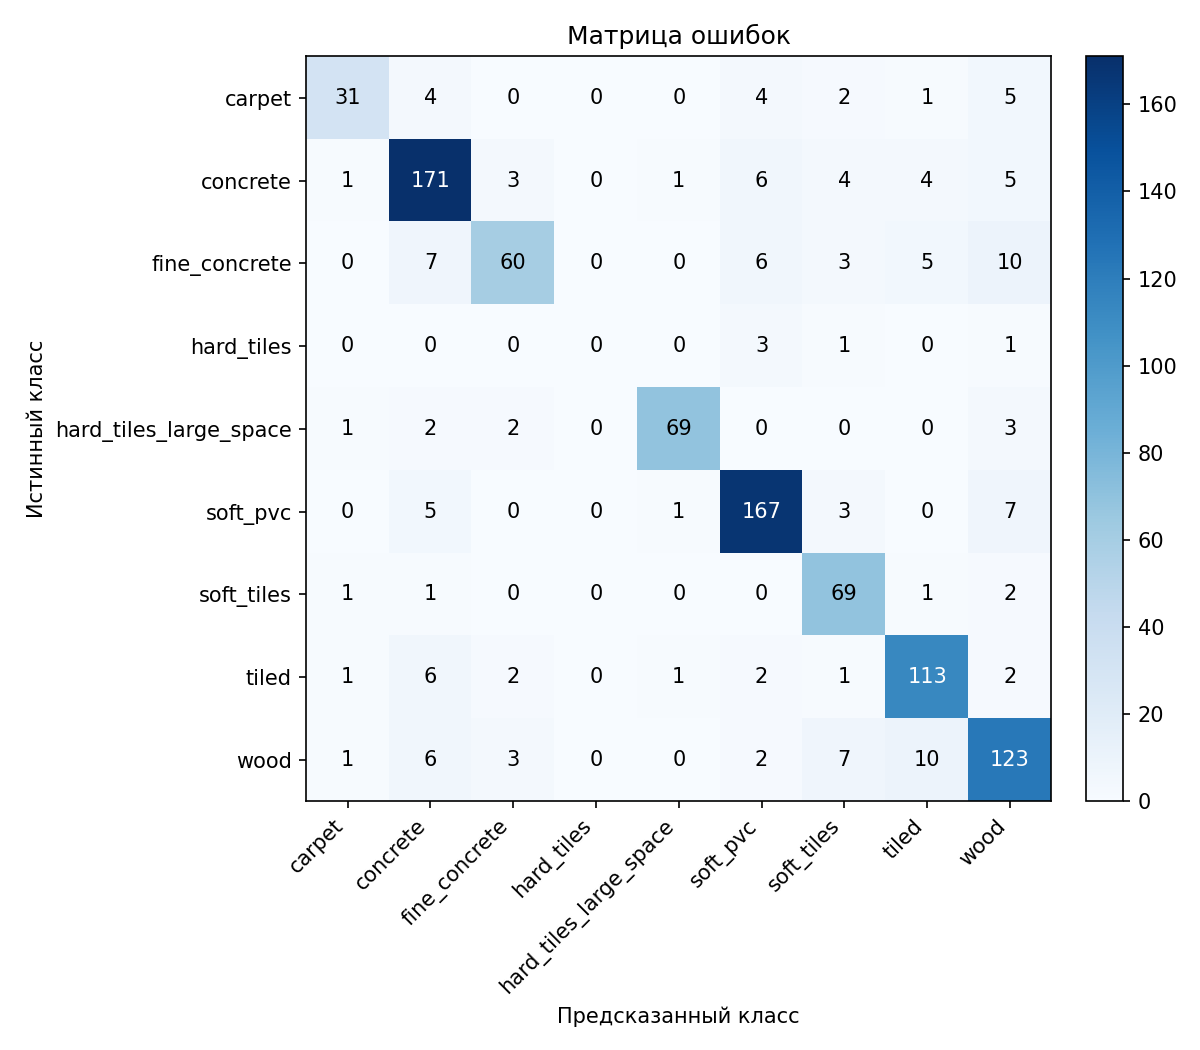 Матрица ошибок
carpet 31 4 0 0 0 4 2 1 5
concrete 1 171 3 0 1 6 4 4 5
fine_concrete 0 7 60 0 0 6 3 5 10
hard_tiles 0 0 0 0 0 3 1 0 1
hard_tiles_large_space 1 2 2 0 69 0 0 0 3
soft_pvc 0 5 0 0 1 167 3 0 7
soft_tiles 1 1 0 0 0 0 69 1 2
tiled 1 6 2 0 1 2 1 113 2
wood 1 6 3 0 0 2 7 10 123
Истинный класс
carpet
concrete
fine_concrete
hard_tiles
hard_tiles_large_space
soft_pvc
soft_tiles
tiled
wood
Предсказанный класс
160
140
120
100
80
60
40
20
0